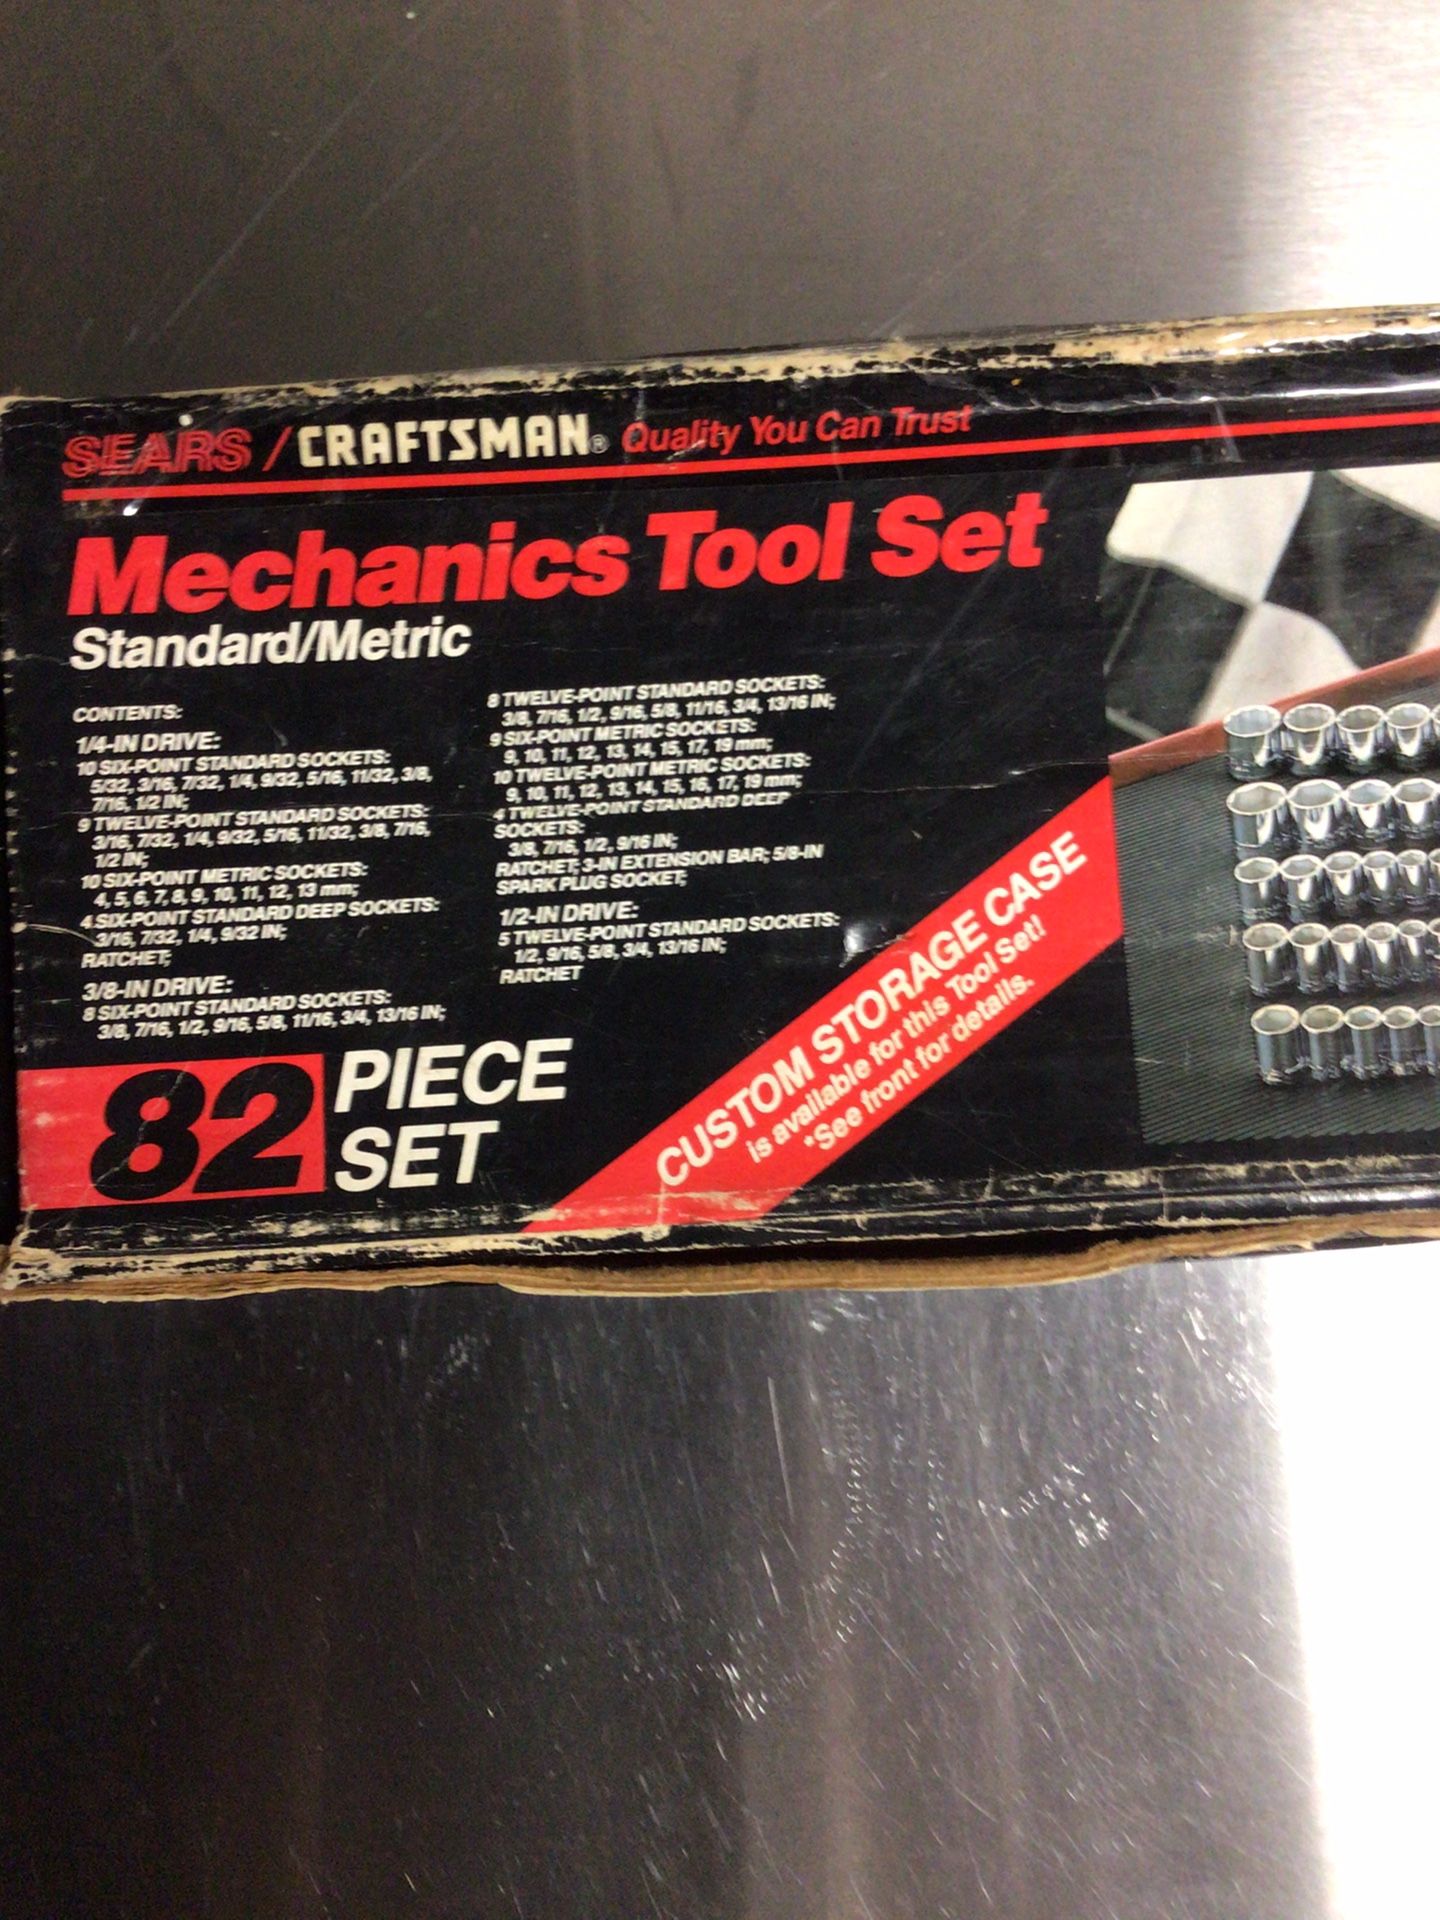 SEARS / CRAFTSMAN® Quality You Can Trust
Mechanics Tool Set
Standard/Metric
CONTENTS:
1/4-IN DRIVE:
10 SIX-POINT STANDARD SOCKETS:
5/32, 3/16, 7/32, 1/4, 9/32, 5/16, 11/32, 3/8,
7/16, 1/2 IN;
9 TWELVE-POINT STANDARD SOCKETS:
3/16, 7/32, 1/4, 9/32, 5/16, 11/32, 3/8, 7/16,
1/2 IN;
10 SIX-POINT METRIC SOCKETS:
4, 5, 6, 7, 8, 9, 10, 11, 12, 13 mm;
4 SIX-POINT STANDARD DEEP SOCKETS:
3/16, 7/32, 1/4, 9/32 IN;
RATCHET;
3/8-IN DRIVE:
8 SIX-POINT STANDARD SOCKETS:
3/8, 7/16, 1/2, 9/16, 5/8, 11/16, 3/4, 13/16 IN;
8 TWELVE-POINT STANDARD SOCKETS:
3/8, 7/16, 1/2, 9/16, 5/8, 11/16, 3/4, 13/16 IN;
9 SIX-POINT METRIC SOCKETS:
9, 10, 11, 12, 13, 14, 15, 17, 19 mm;
10 TWELVE-POINT METRIC SOCKETS:
9, 10, 11, 12, 13, 14, 15, 16, 17, 19 mm;
4 TWELVE-POINT STANDARD DEEP
SOCKETS:
3/8, 7/16, 1/2, 9/16 IN;
RATCHET; 3-IN EXTENSION BAR; 5/8-IN
SPARK PLUG SOCKET;
1/2-IN DRIVE:
5 TWELVE-POINT STANDARD SOCKETS:
1/2, 9/16, 5/8, 3/4, 13/16 IN;
RATCHET
82 PIECE
SET
CUSTOM STORAGE CASE
is available for this Tool Set!
*See front for details.